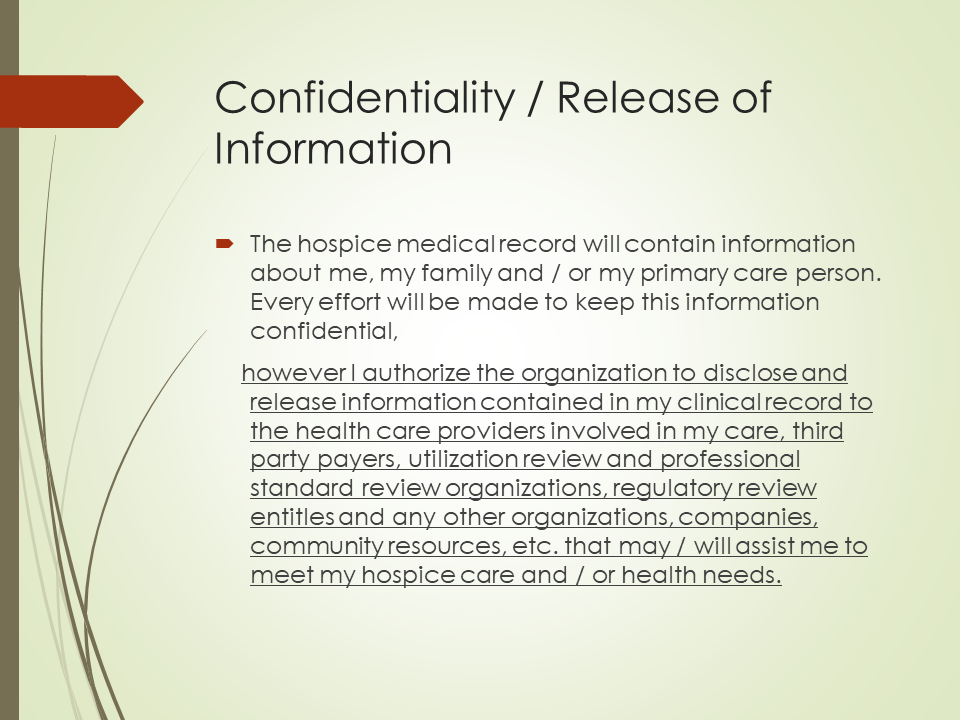 Confidentiality / Release of
Information
The hospice medical record will contain information
about me, my family and / or my primary care person.
Every effort will be made to keep this information
confidential,
however I authorize the organization to disclose and
release information contained in my clinical record to
the health care providers involved in my care, third
party payers, utilization review and professional
standard review organizations, regulatory review
entitles and any other organizations, companies,
community resources, etc. that may / will assist me to
meet my hospice care and / or health needs.